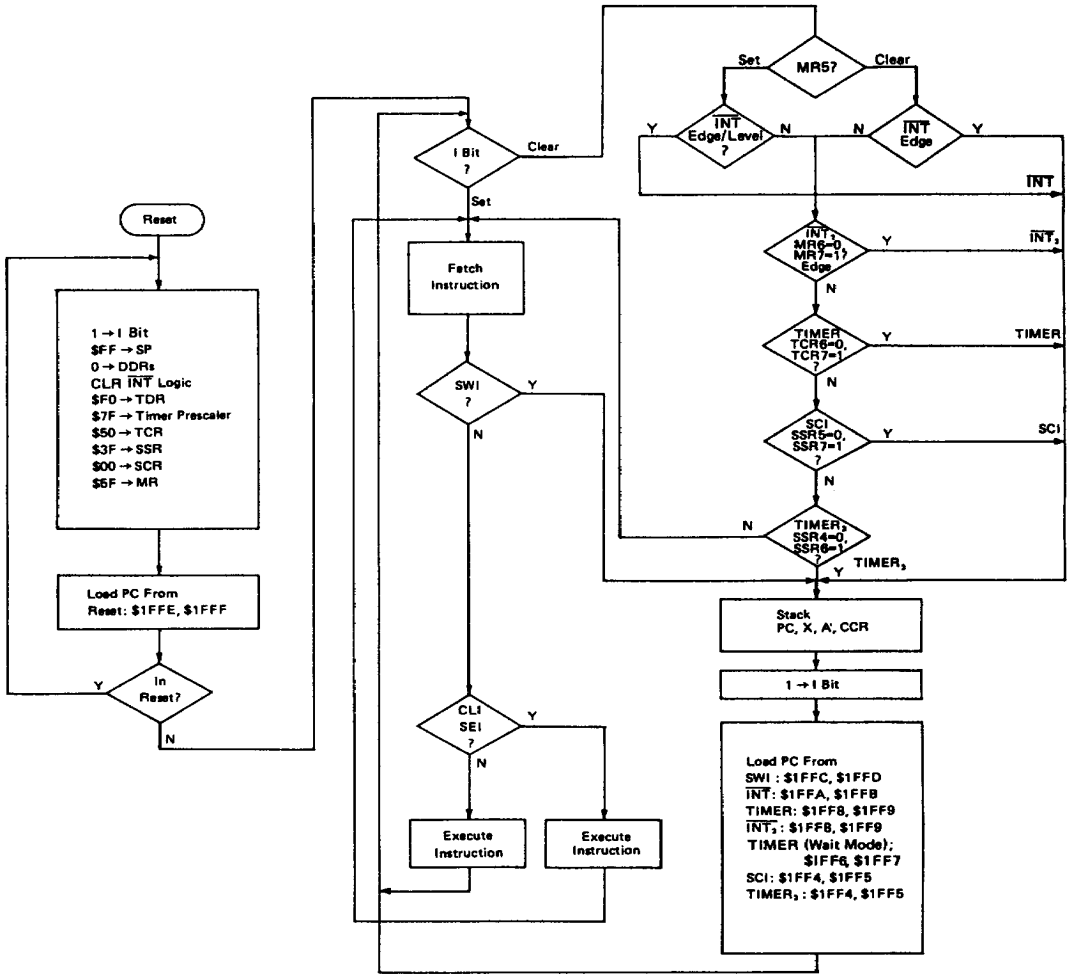 Reset
1 → I Bit
$FF → SP
0 → DDRs
CLR INT Logic
$F0 → TDR
$7F → Timer Prescaler
$50 → TCR
$3F → SSR
$00 → SCR
$5F → MR
Load PC From
Reset: $1FFE, $1FFF
In
Reset?
Y
N
I Bit
?
Clear
Set
Fetch
Instruction
SWI
?
Y
N
CLI
SEI
?
Y
N
Execute
Instruction
Execute
Instruction
MR5?
Set
Clear
INT
Edge/Level
?
Y
N
INT
Edge
N
Y
INT
INT₂
MR6=0,
MR7=1?
Edge
Y
INT₂
N
TIMER
TCR6=0,
TCR7=1
?
Y
TIMER
N
SCI
SSR5=0,
SSR7=1
?
Y
SCI
N
TIMER₂
SSR4=0,
SSR6=1
?
N
Y
TIMER₂
Stack
PC, X, A, CCR
1 → I Bit
Load PC From
SWI : $1FFC, $1FFD
INT : $1FFA, $1FFB
TIMER: $1FF8, $1FF9
INT₂ : $1FF8, $1FF9
TIMER (Wait Mode);
$1FF6, $1FF7
SCI: $1FF4, $1FF5
TIMER₂ : $1FF4, $1FF5